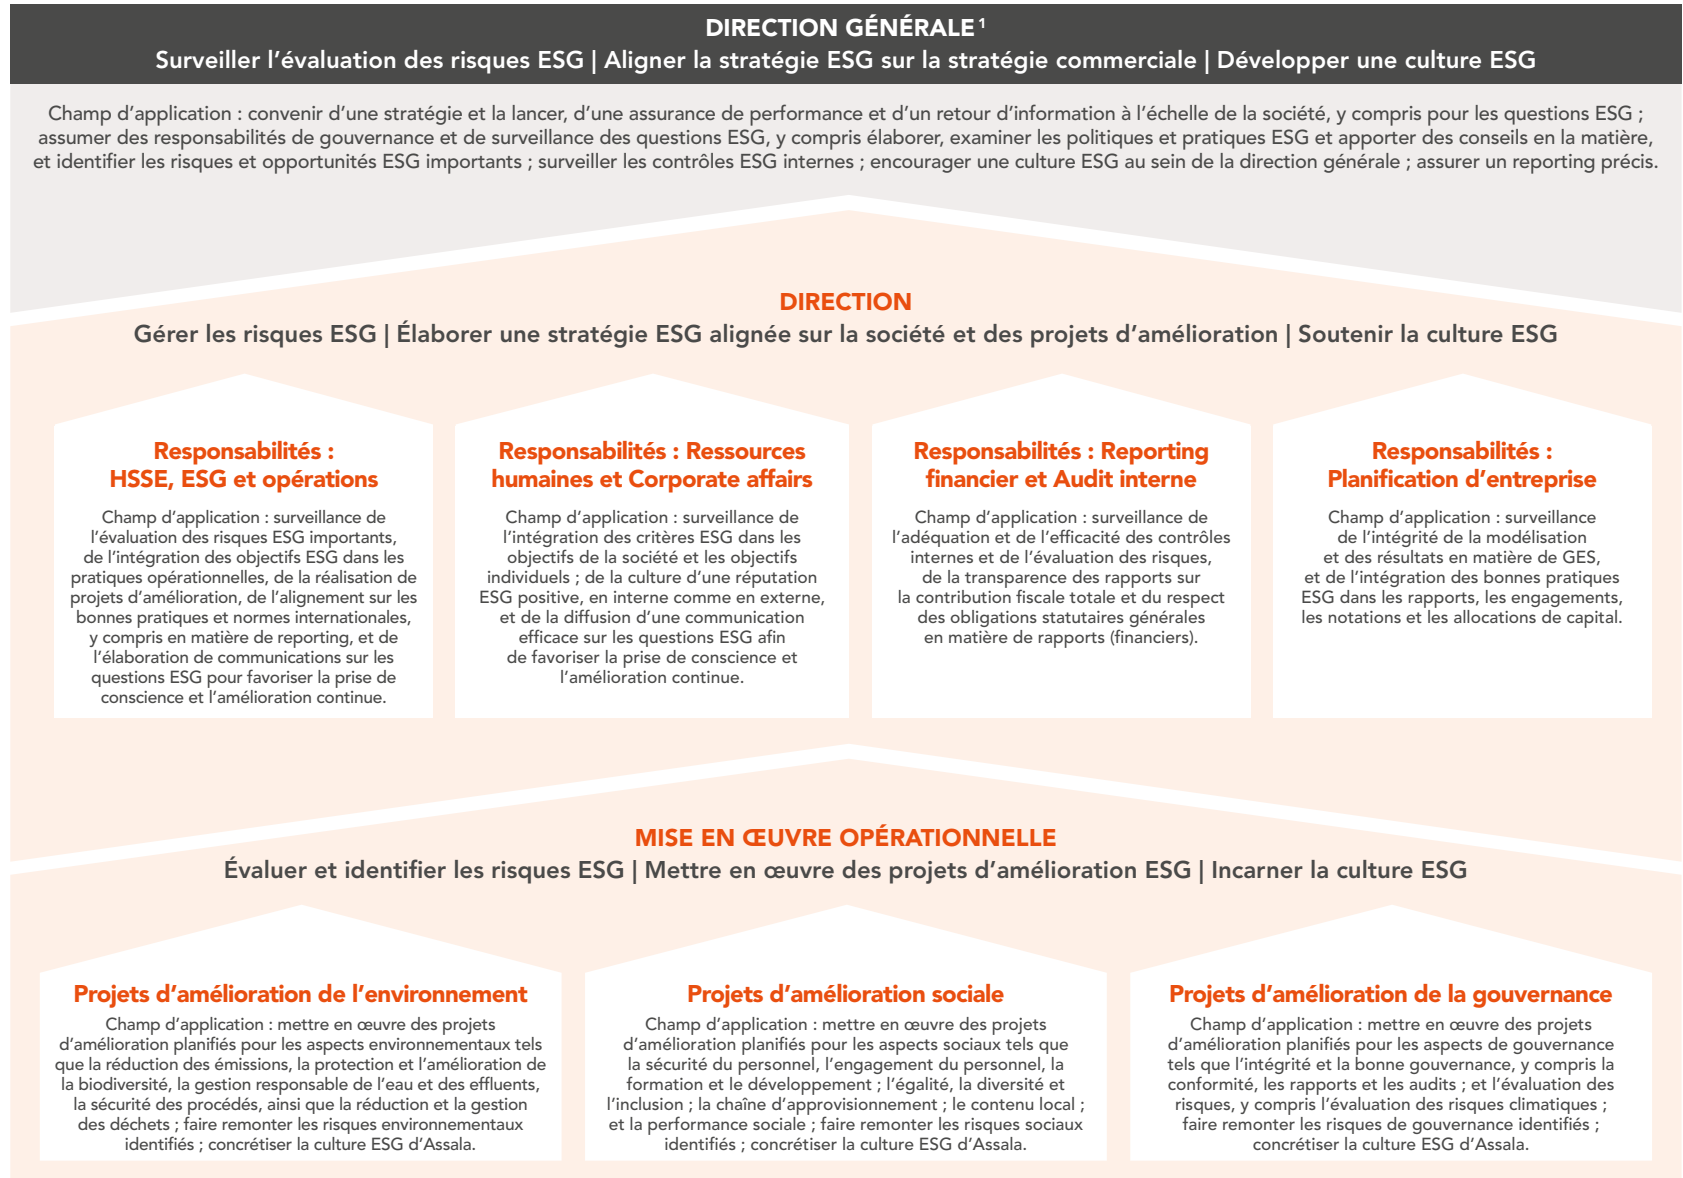 DIRECTION GÉNÉRALE¹
Surveiller l'évaluation des risques ESG | Aligner la stratégie ESG sur la stratégie commerciale | Développer une culture ESG
Champ d'application : convenir d'une stratégie et la lancer, d'une assurance de performance et d'un retour d'information à l'échelle de la société, y compris pour les questions ESG ;
assumer des responsabilités de gouvernance et de surveillance des questions ESG, y compris élaborer, examiner les politiques et pratiques ESG et apporter des conseils en la matière,
et identifier les risques et opportunités ESG importants ; surveiller les contrôles ESG internes ; encourager une culture ESG au sein de la direction générale ; assurer un reporting précis.
DIRECTION
Gérer les risques ESG | Élaborer une stratégie ESG alignée sur la société et des projets d'amélioration | Soutenir la culture ESG
Responsabilités :
HSSE, ESG et opérations
Champ d'application : surveillance de
l'évaluation des risques ESG importants,
de l'intégration des objectifs ESG dans les
pratiques opérationnelles, de la réalisation de
projets d'amélioration, de l'alignement sur les
bonnes pratiques et normes internationales,
y compris en matière de reporting, et de
l'élaboration de communications sur les
questions ESG pour favoriser la prise de
conscience et l'amélioration continue.
Responsabilités : Ressources
humaines et Corporate affairs
Champ d'application : surveillance de
l'intégration des critères ESG dans les
objectifs de la société et les objectifs
individuels ; de la culture d'une réputation
ESG positive, en interne comme en externe,
et de la diffusion d'une communication
efficace sur les questions ESG afin
de favoriser la prise de conscience et
l'amélioration continue.
Responsabilités : Reporting
financier et Audit interne
Champ d'application : surveillance de
l'adéquation et de l'efficacité des contrôles
internes et de l'évaluation des risques,
de la transparence des rapports sur
la contribution fiscale totale et du respect
des obligations statutaires générales
en matière de rapports (financiers).
Responsabilités :
Planification d'entreprise
Champ d'application : surveillance
de l'intégrité de la modélisation
et des résultats en matière de GES,
et de l'intégration des bonnes pratiques
ESG dans les rapports, les engagements,
les notations et les allocations de capital.
MISE EN ŒUVRE OPÉRATIONNELLE
Évaluer et identifier les risques ESG | Mettre en œuvre des projets d'amélioration ESG | Incarner la culture ESG
Projets d'amélioration de l'environnement
Champ d'application : mettre en œuvre des projets
d'amélioration planifiés pour les aspects environnementaux tels
que la réduction des émissions, la protection et l'amélioration de
la biodiversité, la gestion responsable de l'eau et des effluents,
la sécurité des procédés, ainsi que la réduction et la gestion
des déchets ; faire remonter les risques environnementaux
identifiés ; concrétiser la culture ESG d'Assala.
Projets d'amélioration sociale
Champ d'application : mettre en œuvre des projets
d'amélioration planifiés pour les aspects sociaux tels que
la sécurité du personnel, l'engagement du personnel, la
formation et le développement ; l'égalité, la diversité et
l'inclusion ; la chaîne d'approvisionnement ; le contenu local ;
et la performance sociale ; faire remonter les risques sociaux
identifiés ; concrétiser la culture ESG d'Assala.
Projets d'amélioration de la gouvernance
Champ d'application : mettre en œuvre des projets
d'amélioration planifiés pour les aspects de gouvernance
tels que l'intégrité et la bonne gouvernance, y compris la
conformité, les rapports et les audits ; et l'évaluation des
risques, y compris l'évaluation des risques climatiques ;
faire remonter les risques de gouvernance identifiés ;
concrétiser la culture ESG d'Assala.